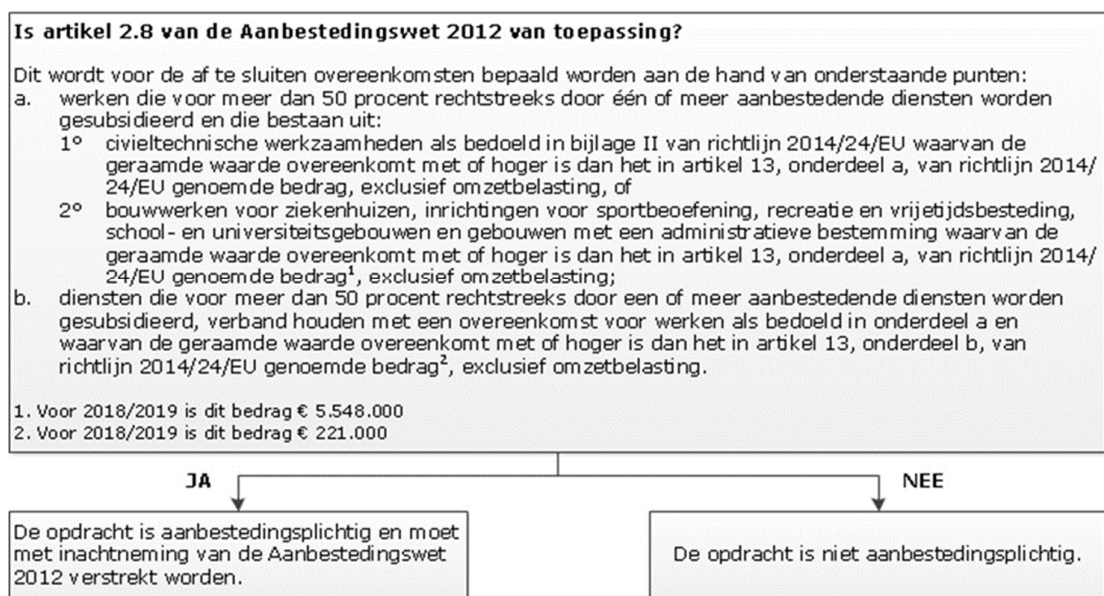 Is artikel 2.8 van de Aanbestedingswet 2012 van toepassing?
Dit wordt voor de af te sluiten overeenkomsten bepaald worden aan de hand van onderstaande punten:
a. werken die voor meer dan 50 procent rechtstreeks door één of meer aanbestedende diensten worden
gesubsidieerd en die bestaan uit:
1° civieltechnische werkzaamheden als bedoeld in bijlage II van richtlijn 2014/24/EU waarvan de
geraamde waarde overeenkomt met of hoger is dan het in artikel 13, onderdeel a, van richtlijn 2014/
24/EU genoemde bedrag, exclusief omzetbelasting, of
2° bouwwerken voor ziekenhuizen, inrichtingen voor sportbeoefening, recreatie en vrijetijdsbesteding,
school- en universiteitsgebouwen en gebouwen met een administratieve bestemming waarvan de
geraamde waarde overeenkomt met of hoger is dan het in artikel 13, onderdeel a, van richtlijn 2014/
24/EU genoemde bedrag¹, exclusief omzetbelasting;
b. diensten die voor meer dan 50 procent rechtstreeks door een of meer aanbestedende diensten worden
gesubsidieerd, verband houden met een overeenkomst voor werken als bedoeld in onderdeel a en
waarvan de geraamde waarde overeenkomt met of hoger is dan het in artikel 13, onderdeel b, van
richtlijn 2014/24/EU genoemde bedrag², exclusief omzetbelasting.
1. Voor 2018/2019 is dit bedrag € 5.548.000
2. Voor 2018/2019 is dit bedrag € 221.000
JA
NEE
De opdracht is aanbestedingsplichtig en moet
met inachtneming van de Aanbestedingswet
2012 verstrekt worden.
De opdracht is niet aanbestedingsplichtig.